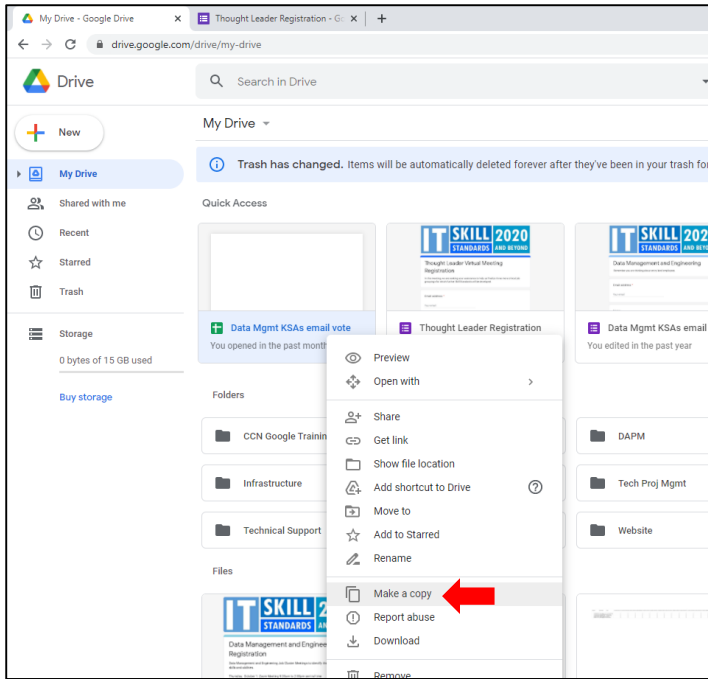 My Drive - Google Drive
Thought Leader Registration - Go
drive.google.com/drive/my-drive
Drive
Search in Drive
New
My Drive
Trash has changed. Items will be automatically deleted forever after they've been in your trash for
My Drive
Shared with me
Recent
Starred
Trash
Storage
0 bytes of 15 GB used
Buy storage
Quick Access
IT SKILL 2020
STANDARDS AND BEYOND
Thought Leader Virtual Meeting
Registration
IT SKILL 202
STANDARDS AND BEYO
Data Management and Engineering
Data Mgmt KSAs email vote
You opened in the past month
Thought Leader Registration
Data Mgmt KSAs email
You edited in the past year
Folders
CCN Google Trainin
DAPM
Infrastructure
Tech Proj Mgmt
Technical Support
Website
Files
IT SKILL 2
STANDARDS AN
Data Management and Enginee
Registration
Preview
Open with
Share
Get link
Show file location
Add shortcut to Drive
Move to
Add to Starred
Rename
Make a copy
Report abuse
Download
Remove